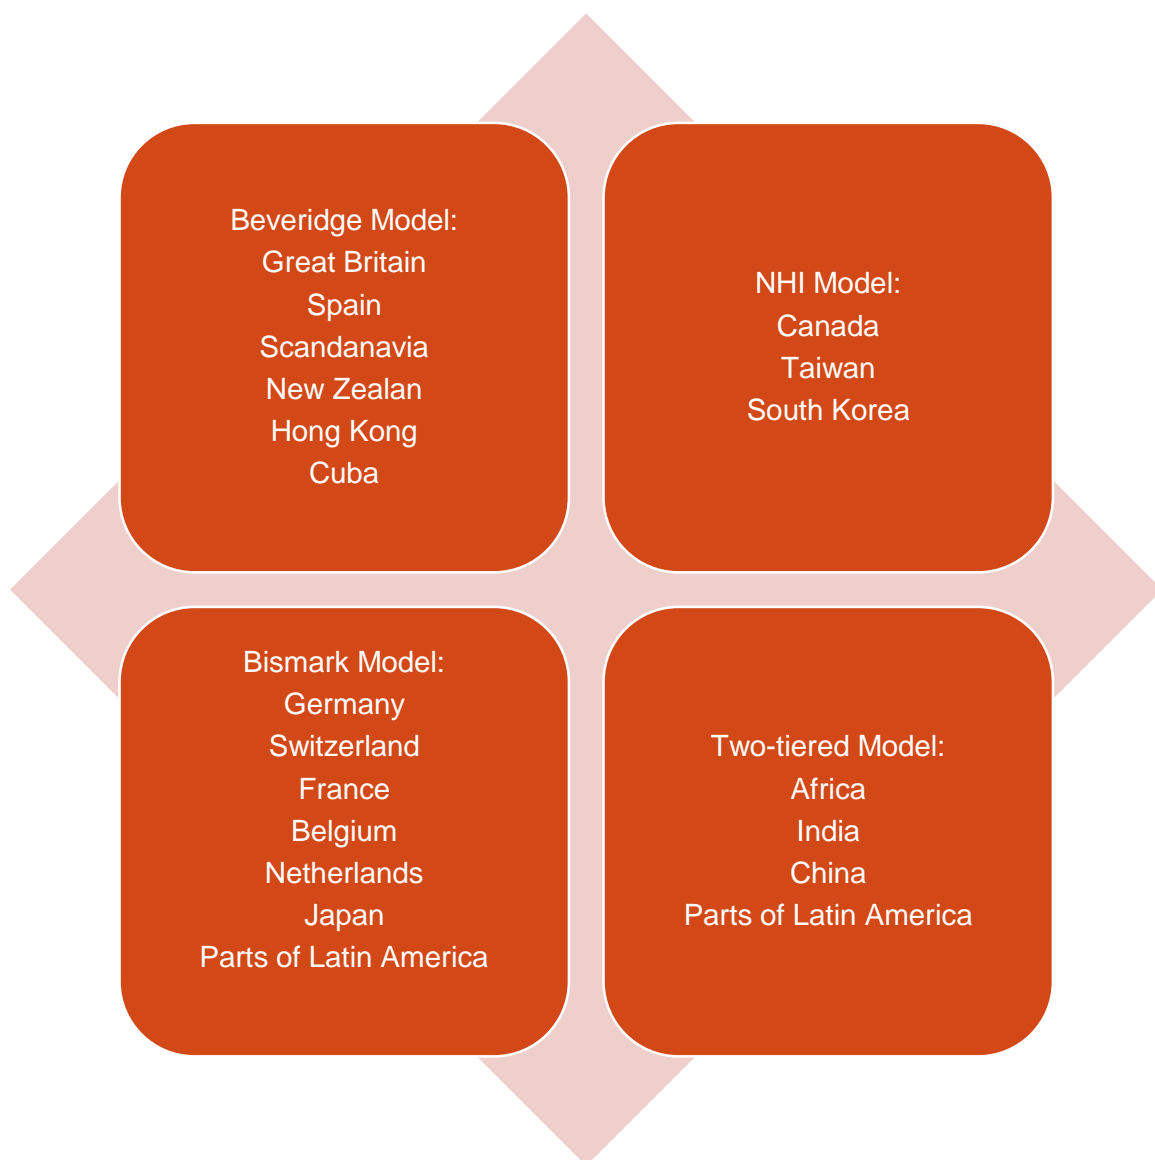 Beveridge Model:
Great Britain
Spain
Scandanavia
New Zealan
Hong Kong
Cuba
NHI Model:
Canada
Taiwan
South Korea
Bismark Model:
Germany
Switzerland
France
Belgium
Netherlands
Japan
Parts of Latin America
Two-tiered Model:
Africa
India
China
Parts of Latin America